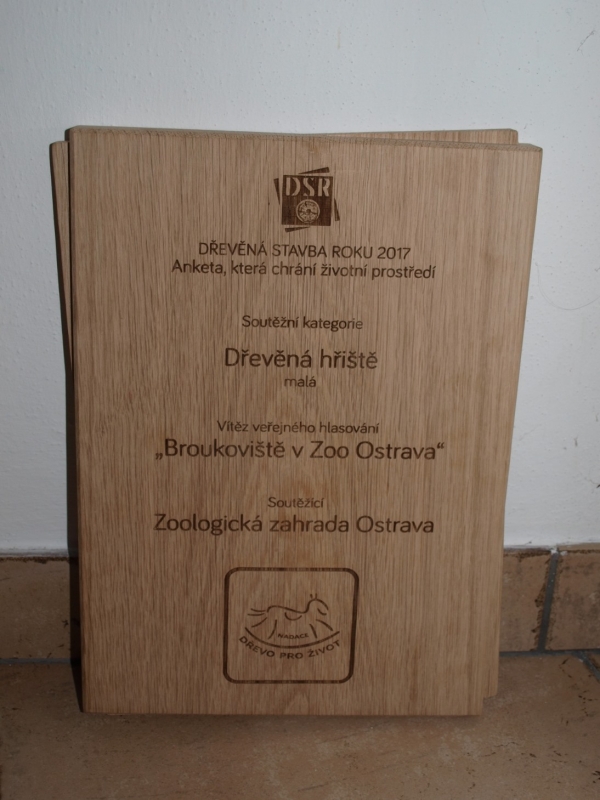 DSR
DŘEVĚNÁ STAVBA ROKU 2017
Anketa, která chrání životní prostředí
Soutěžní kategorie
Dřevěná hřiště
malá
Vítěz veřejného hlasování
„Broukoviště v Zoo Ostrava“
Soutěžící
Zoologická zahrada Ostrava
NADACE
DŘEVO PRO ŽIVOT